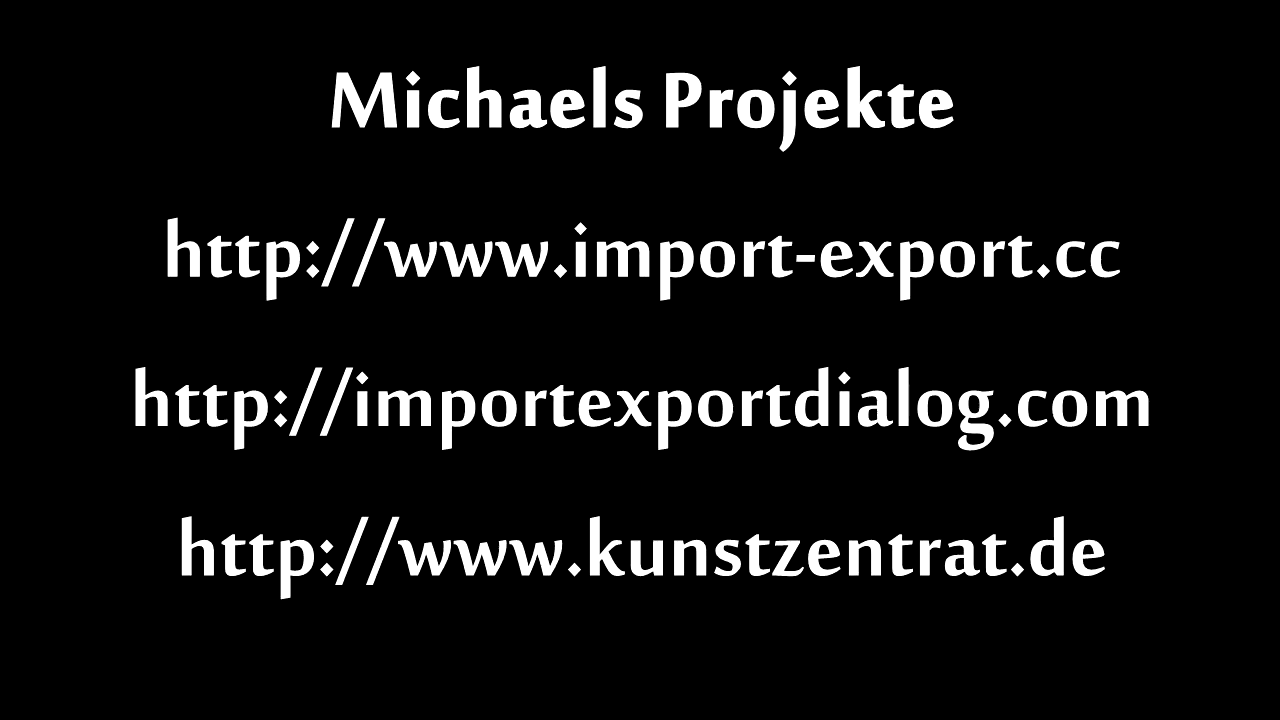 Michaels Projekte
http://www.import-export.cc
http://importexportdialog.com
http://www.kunstzentrat.de